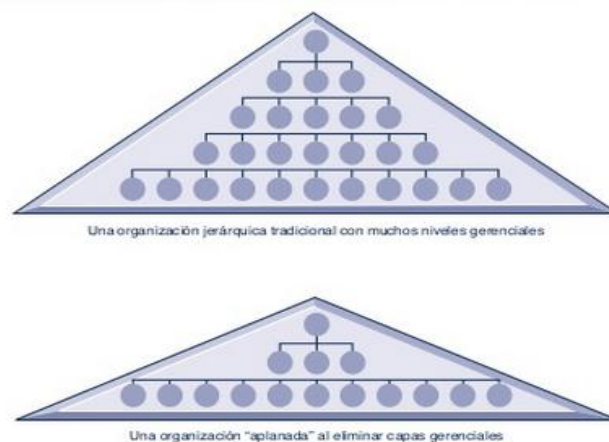 Una organización jerárquica tradicional con muchos niveles gerenciales
Una organización “aplanada” al eliminar capas gerenciales